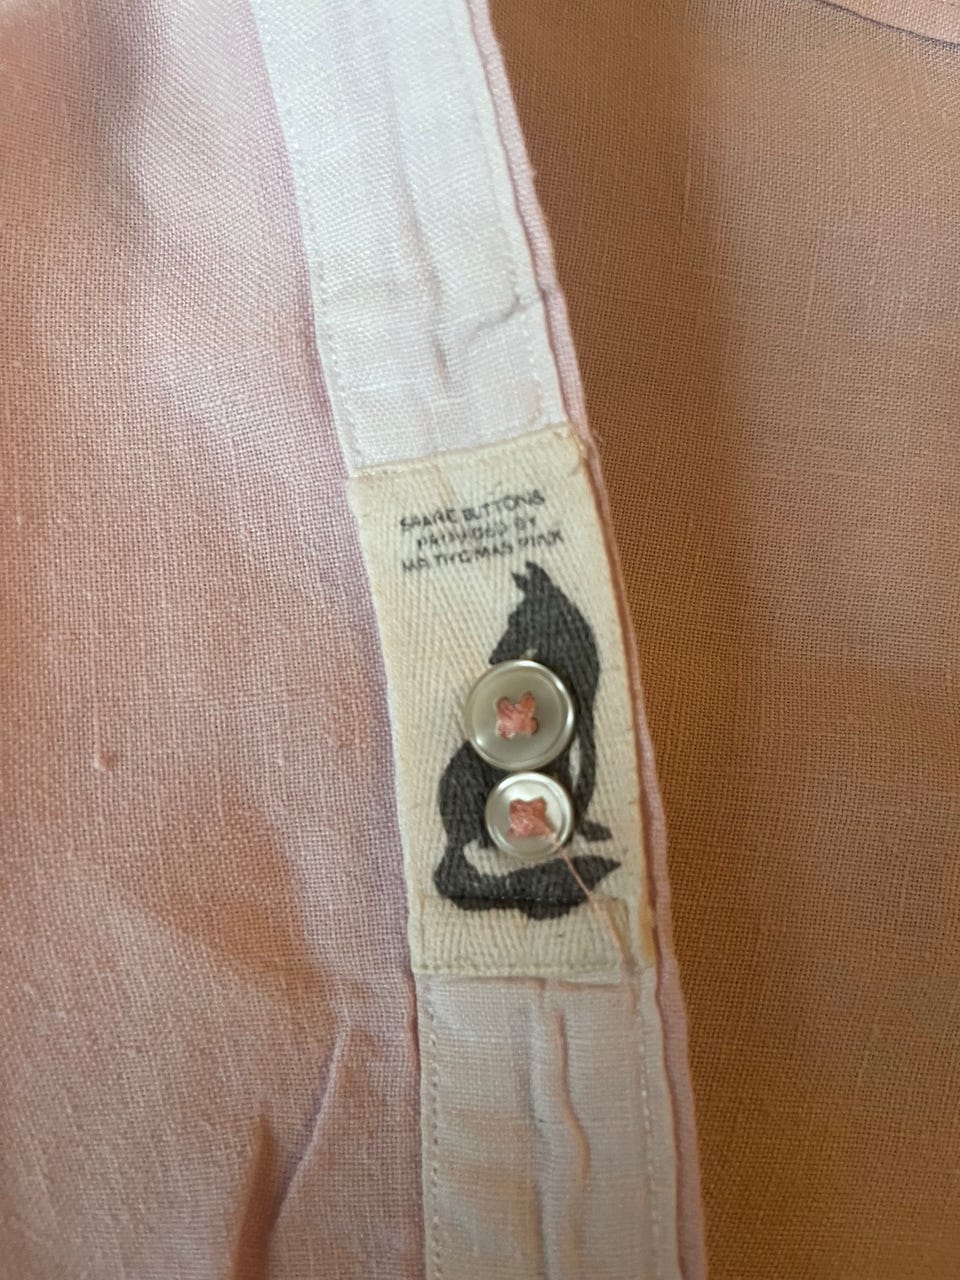 SPARE BUTTONS
PROVIDED BY
MR THOMAS PINK